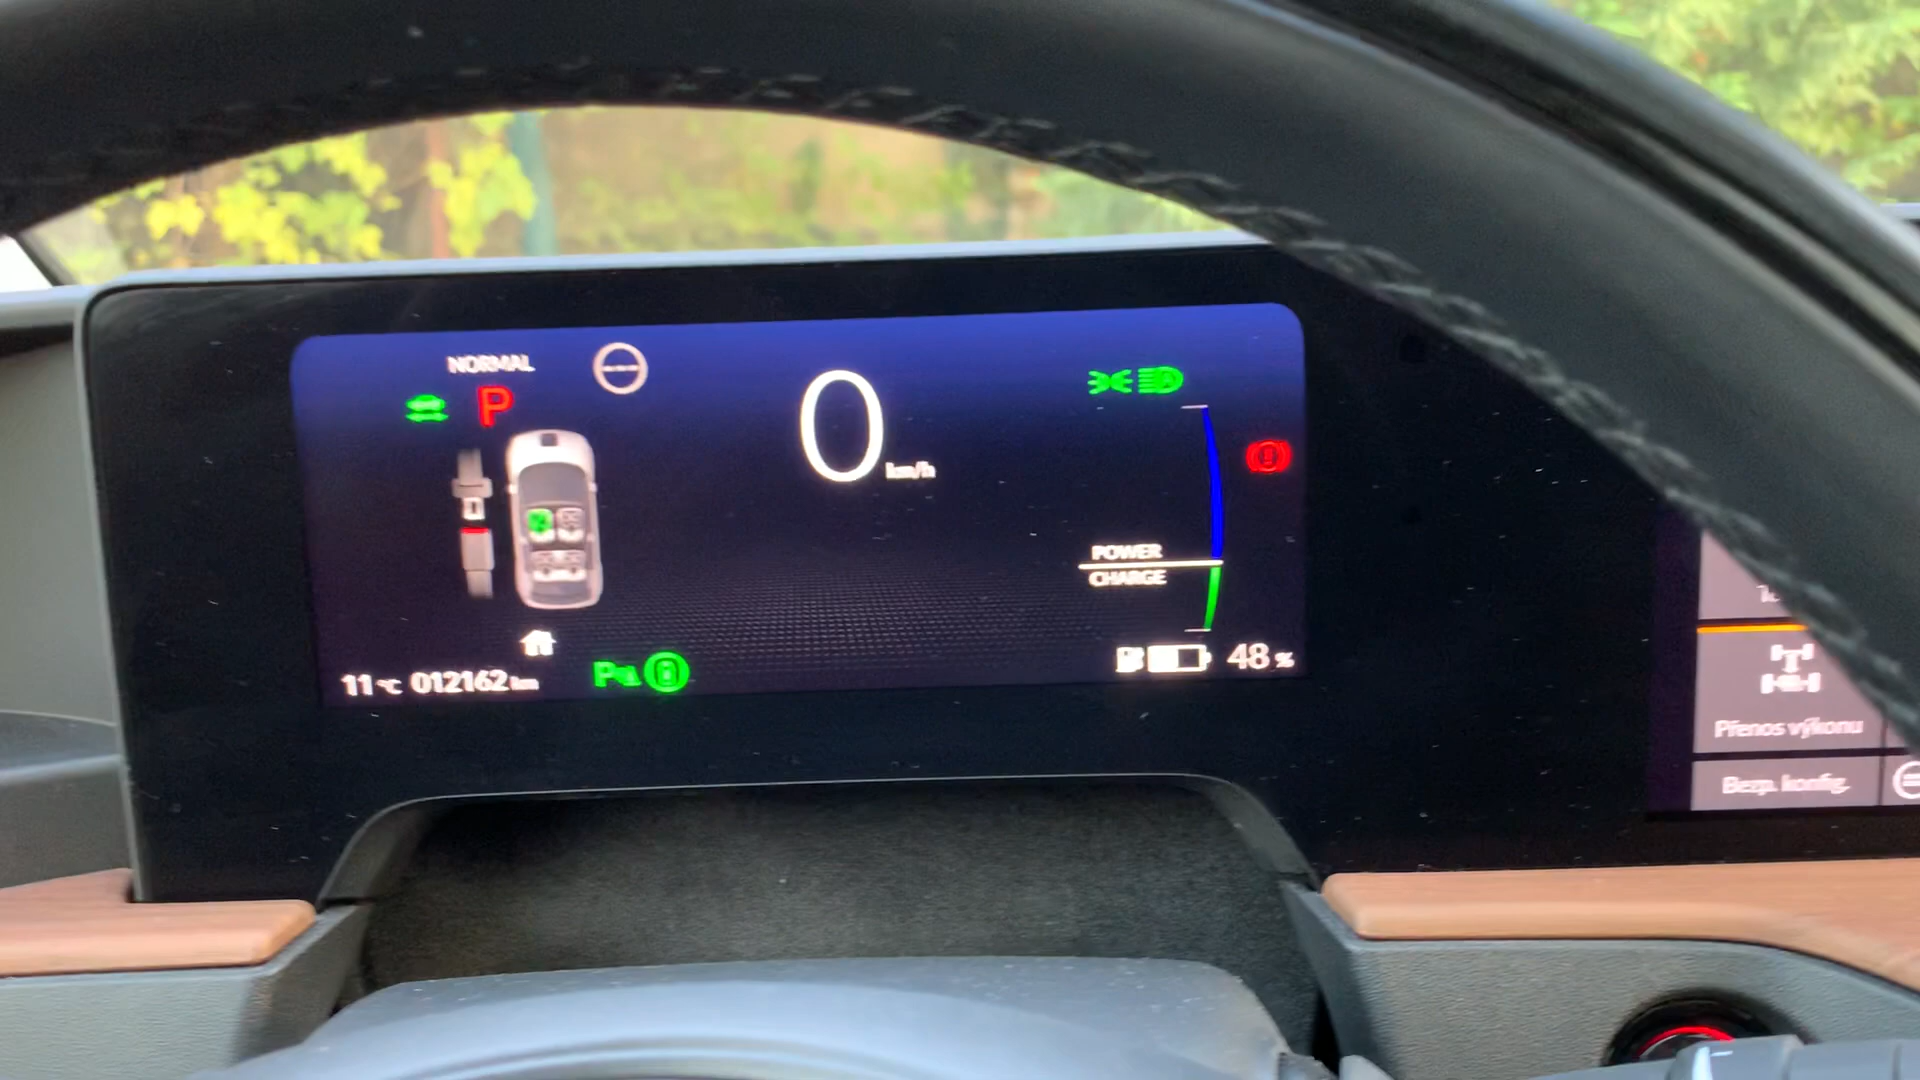 NORMAL
P
0 km/h
POWER
CHARGE
11°C 012162 km
48 %
Přenos výkonu
Bezp. konfig.